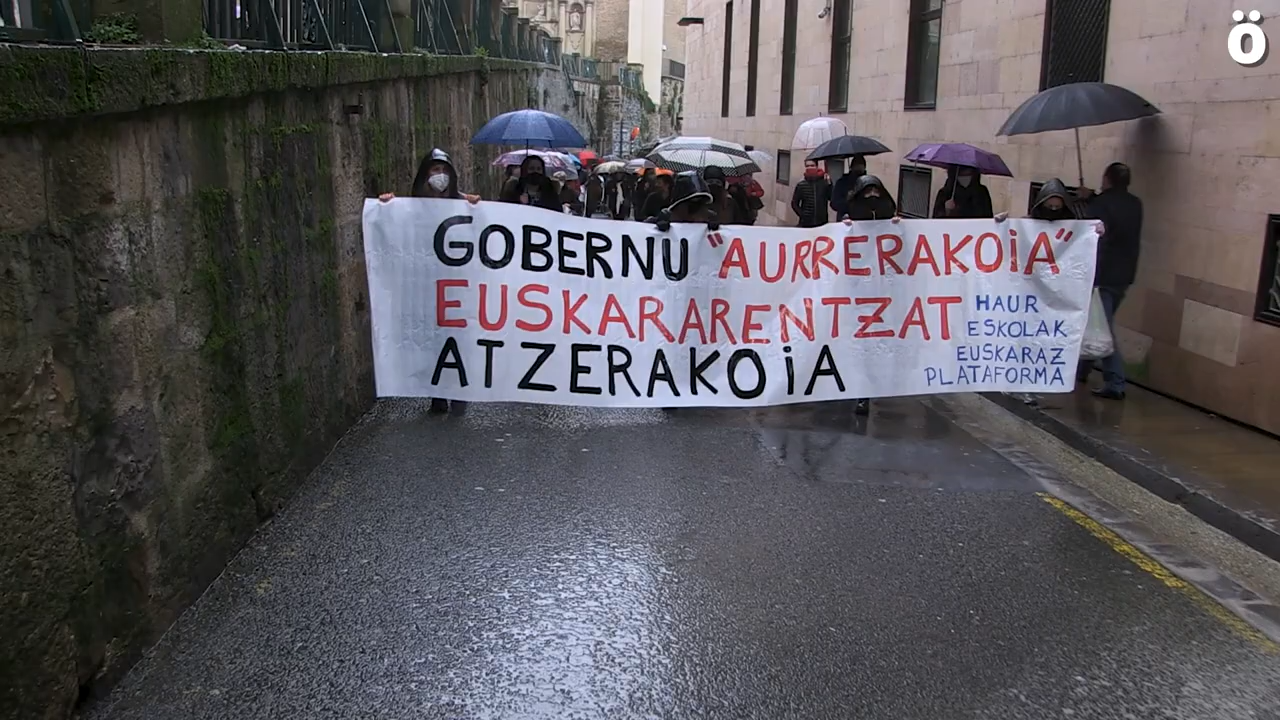 ö
GOBERNU "AURRERAKOiA"
EUSKARARENTZAT
ATZERAKOiA
HAUR
ESKOLAK
EUSKARAZ
PLATAFORMA